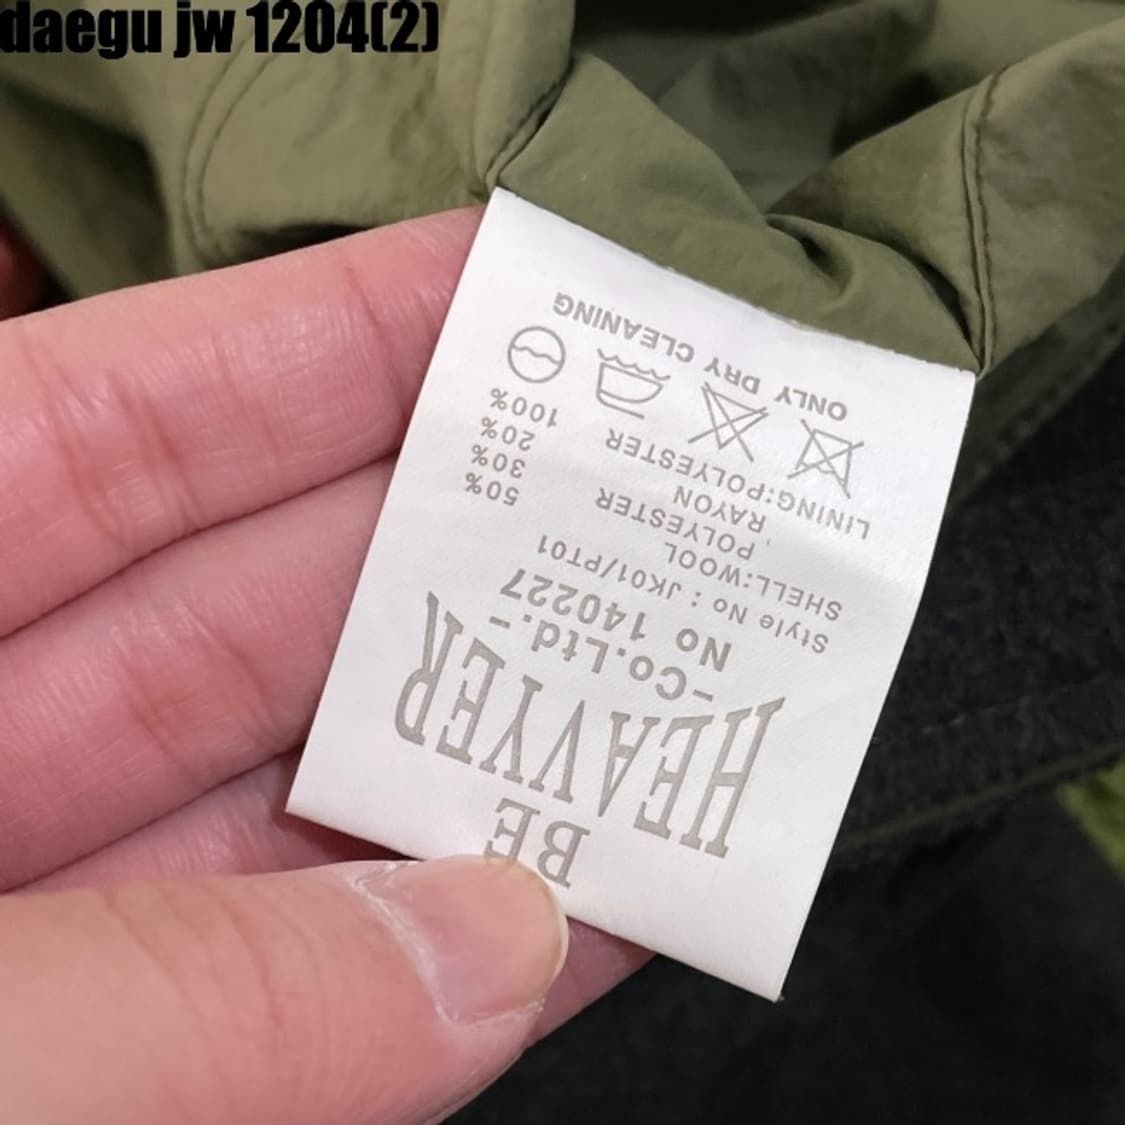 daegu jw 1204(2)
BE
HEAVYER
-Co.Ltd.-
No 140227
Style No : JK01/PT01
SHELL:WOOL 50%
POLYESTER 30%
RAYON 20%
LINING:POLYESTER 100%
ONLY DRY CLEANING